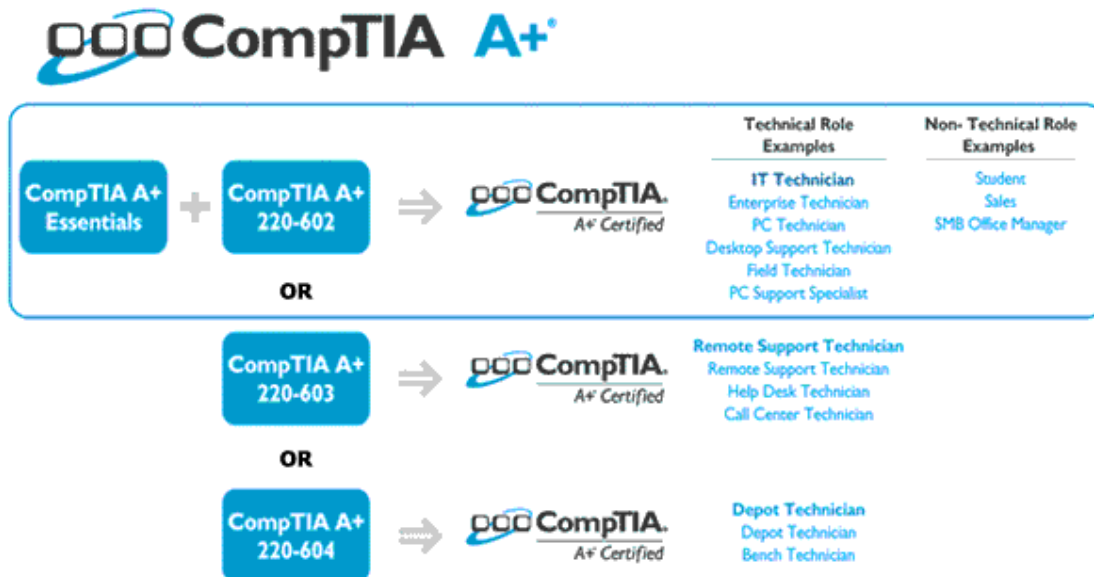 CompTIA A+®
Technical Role
Examples
Non- Technical Role
Examples
CompTIA A+
Essentials
+
CompTIA A+
220-602
CompTIA®
A+® Certified
IT Technician
Enterprise Technician
PC Technician
Desktop Support Technician
Field Technician
PC Support Specialist
Student
Sales
SMB Office Manager
OR
CompTIA A+
220-603
CompTIA®
A+® Certified
Remote Support Technician
Remote Support Technician
Help Desk Technician
Call Center Technician
OR
CompTIA A+
220-604
CompTIA®
A+® Certified
Depot Technician
Depot Technician
Bench Technician